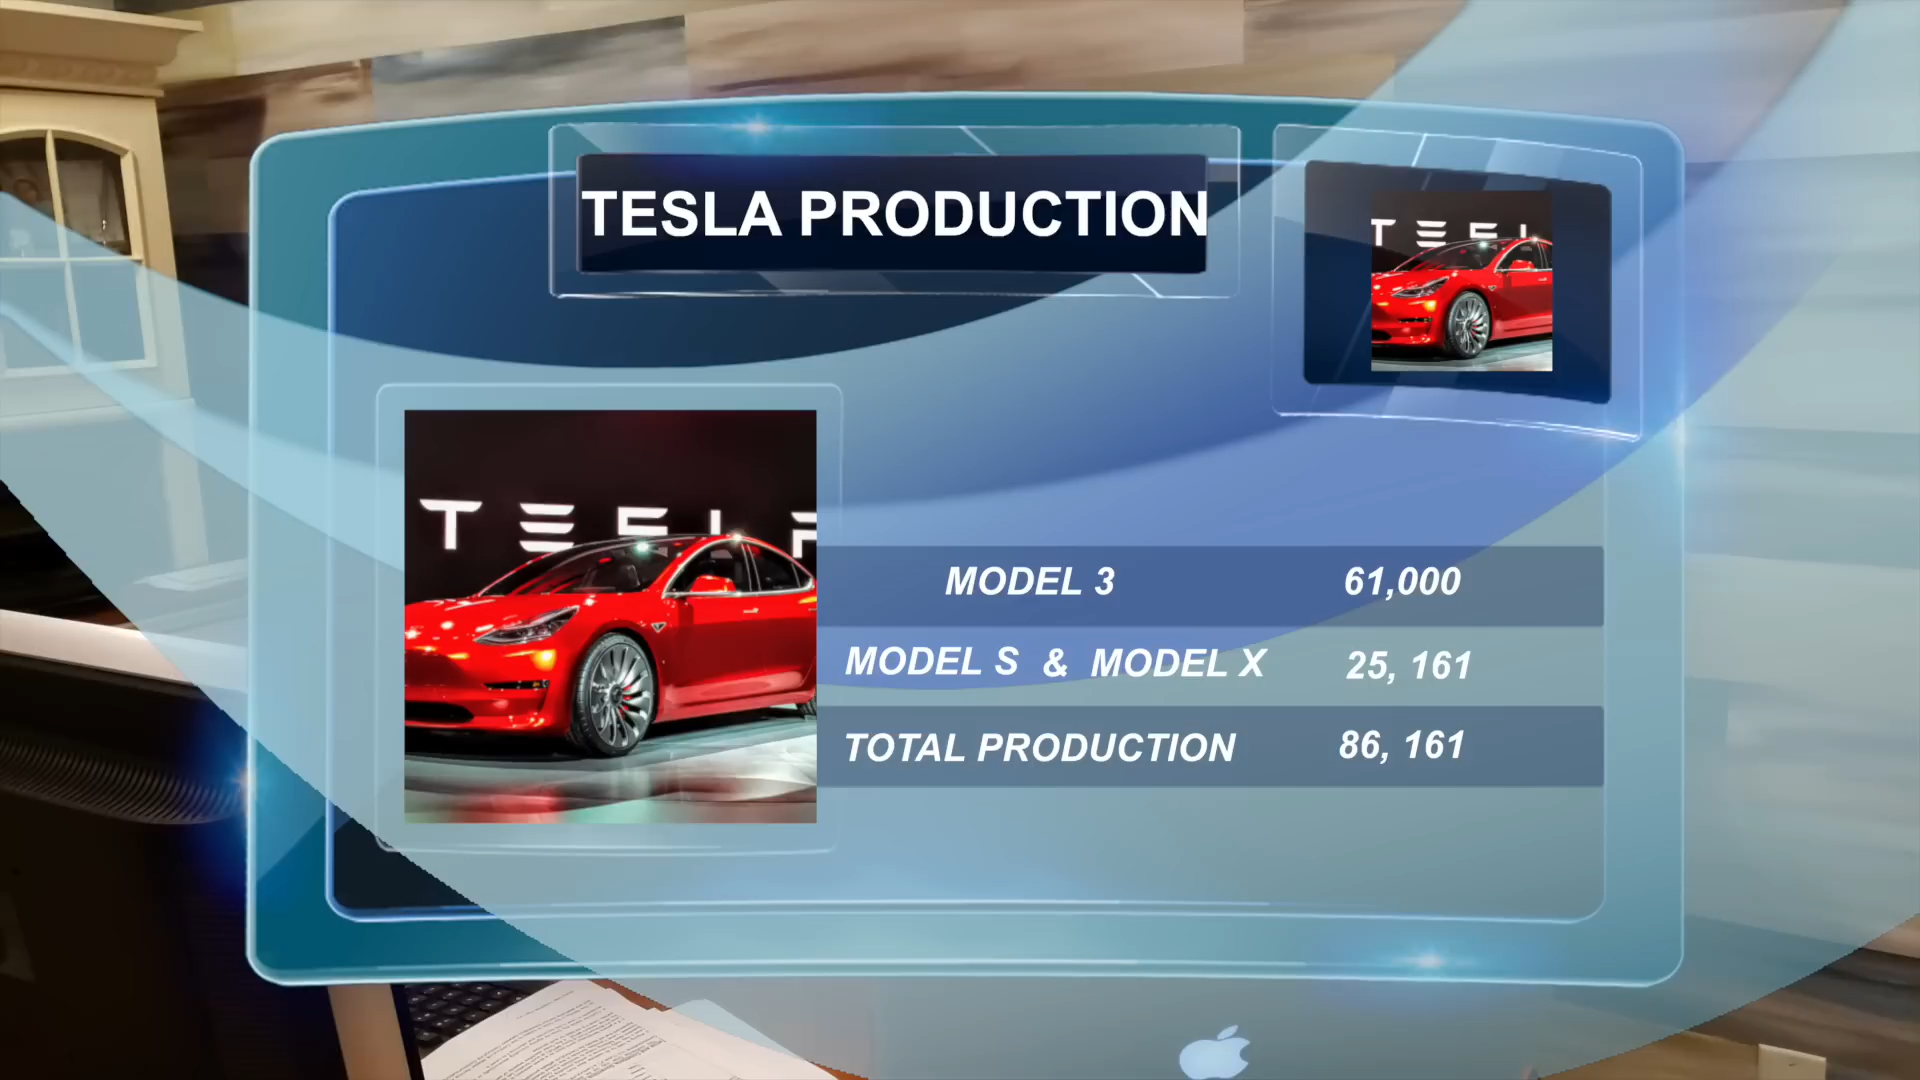 TESLA PRODUCTION
T E S L
T E S L A
MODEL 3 61,000
MODEL S & MODEL X 25, 161
TOTAL PRODUCTION 86, 161